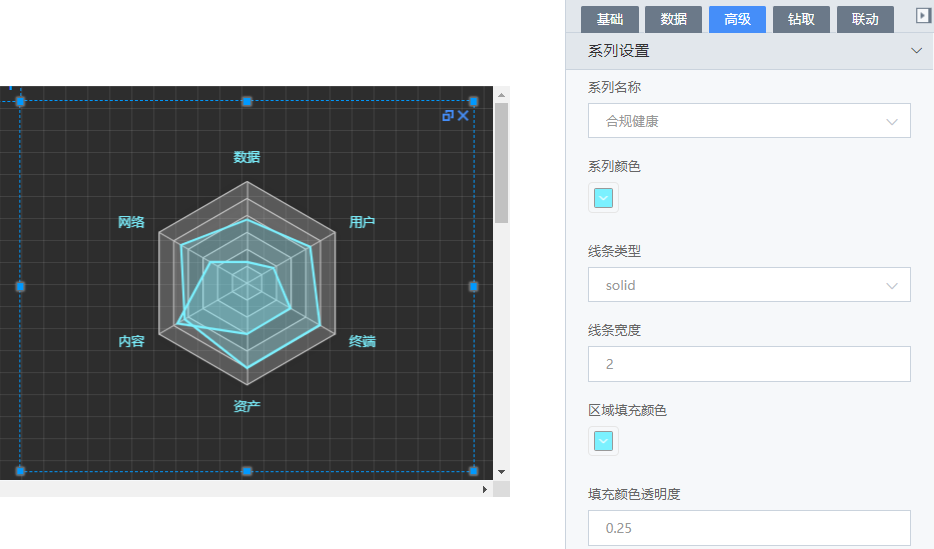 基础
数据
高级
钻取
联动
系列设置
系列名称
合规健康
系列颜色
线条类型
solid
线条宽度
2
区域填充颜色
填充颜色透明度
0.25
数据
网络
用户
内容
终端
资产